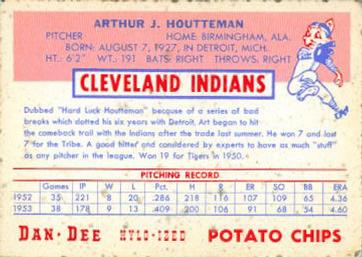 ARTHUR J. HOUTTEMAN
PITCHER HOME: BIRMINGHAM, ALA.
BORN: AUGUST 7, 1927, IN DETROIT, MICH.
HT.: 6'2" WT.: 191 BATS: RIGHT THROWS: RIGHT
CLEVELAND INDIANS
Dubbed "Hard Luck Houtteman" because of a series of bad
breaks which dotted his six years with Detroit, Art began to hit
the comeback trail with the Indians after the trade last summer. He won 7 and lost
7 for the Tribe. A good hitter and considered by experts to have as much "stuff"
as any pitcher in the league. Won 19 for Tigers in 1950.
PITCHING RECORD
Games IP W L Pct. H R ER SO BB ERA
1952 35 221 8 20 .286 218 116 107 109 65 4.36
1953 38 178 9 13 .409 200 106 91 68 54 4.60
DAN-DEE POTATO CHIPS